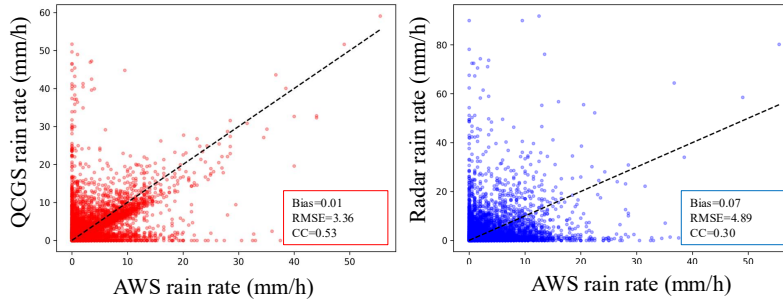 60
50
40
30
20
10
0
QCGS rain rate (mm/h)
Bias=0.01
RMSE=3.36
CC=0.53
0 10 20 30 40 50
AWS rain rate (mm/h)
80
60
40
20
0
Radar rain rate (mm/h)
Bias=0.07
RMSE=4.89
CC=0.30
0 10 20 30 40 50
AWS rain rate (mm/h)